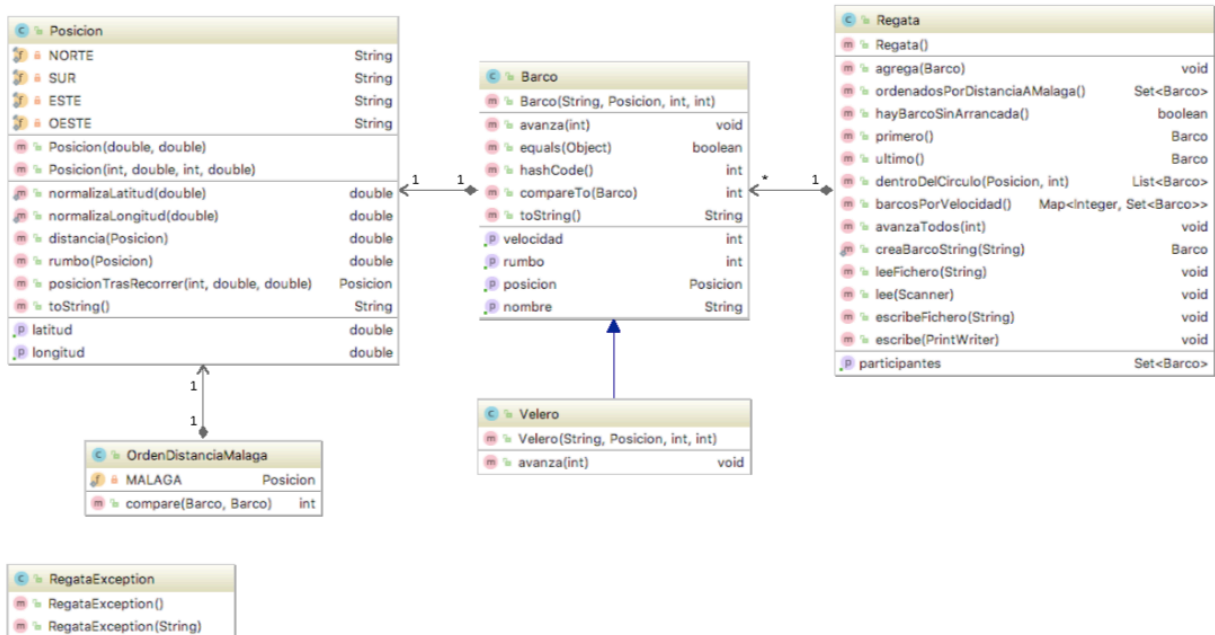 Posicion
NORTE String
SUR String
ESTE String
OESTE String
Posicion(double, double)
Posicion(int, double, int, double)
normalizaLatitud(double) double
normalizaLongitud(double) double
distancia(Posicion) double
rumbo(Posicion) double
posicionTrasRecorrer(int, double, double) Posicion
toString() String
latitud double
longitud double
1
1
1
1
OrdenDistanciaMalaga
MALAGA Posicion
compare(Barco, Barco) int
RegataException
RegataException()
RegataException(String)
Barco
Barco(String, Posicion, int, int)
avanza(int) void
equals(Object) boolean
hashCode() int
compareTo(Barco) int
toString() String
velocidad int
rumbo int
posicion Posicion
nombre String
Velero
Velero(String, Posicion, int, int)
avanza(int) void
*
1
Regata
Regata()
agrega(Barco) void
ordenadosPorDistanciaAMalaga() Set<Barco>
hayBarcoSinArrancada() boolean
primero() Barco
ultimo() Barco
dentroDelCirculo(Posicion, int) List<Barco>
barcosPorVelocidad() Map<Integer, Set<Barco>>
avanzaTodos(int) void
creaBarcoString(String) Barco
leeFichero(String) void
lee(Scanner) void
escribeFichero(String) void
escribe(PrintWriter) void
participantes Set<Barco>